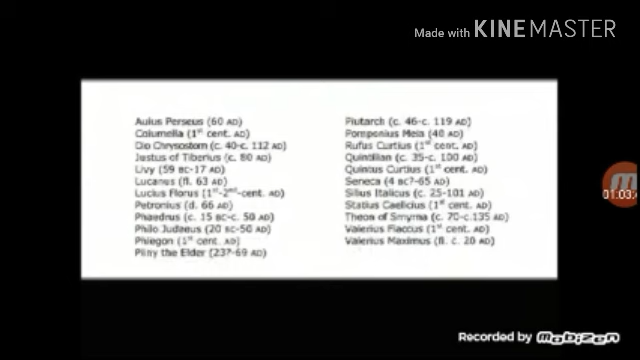 Made with KINEMASTER
Aulus Perseus (60 AD)
Columella (1st cent. AD)
Dio Chrysostom (c. 40-c. 112 AD)
Justus of Tiberius (c. 80 AD)
Livy (59 BC-17 AD)
Lucanus (fl. 63 AD)
Lucius Florus (1st-2nd-cent. AD)
Petronius (d. 66 AD)
Phaedrus (c. 15 BC-c. 50 AD)
Philo Judaeus (20 BC-50 AD)
Phlegon (1st cent. AD)
Pliny the Elder (23?-69 AD)
Plutarch (c. 46-c. 119 AD)
Pomponius Mela (40 AD)
Rufus Curtius (1st cent. AD)
Quintilian (c. 35-c. 100 AD)
Quintus Curtius (1st cent. AD)
Seneca (4 BC?-65 AD)
Silius Italicus (c. 25-101 AD)
Statius Caelicius (1st cent. AD)
Theon of Smyrna (c. 70-c.135 AD)
Valerius Flaccus (1st cent. AD)
Valerius Maximus (fl. c. 20 AD)
01:03:
Recorded by Mobizen